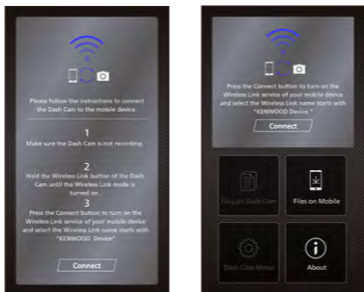 Please follow the instructions to connect
the Dash Cam to the mobile device.
1
Make sure the Dash Cam is not recording.
2
Hold the Wireless Link button of the Dash
Cam until the Wireless Link mode is
turned on.
3
Press the Connect button to turn on the
Wireless Link service of your mobile device
and select the Wireless Link name starts with
"KENWOOD Device"
Connect
Press the Connect button to turn on the
Wireless Link service of your mobile device
and select the Wireless Link name starts with
"KENWOOD Device"
Connect
Files on Dash Cam
Files on Mobile
Dash Cam Menu
About